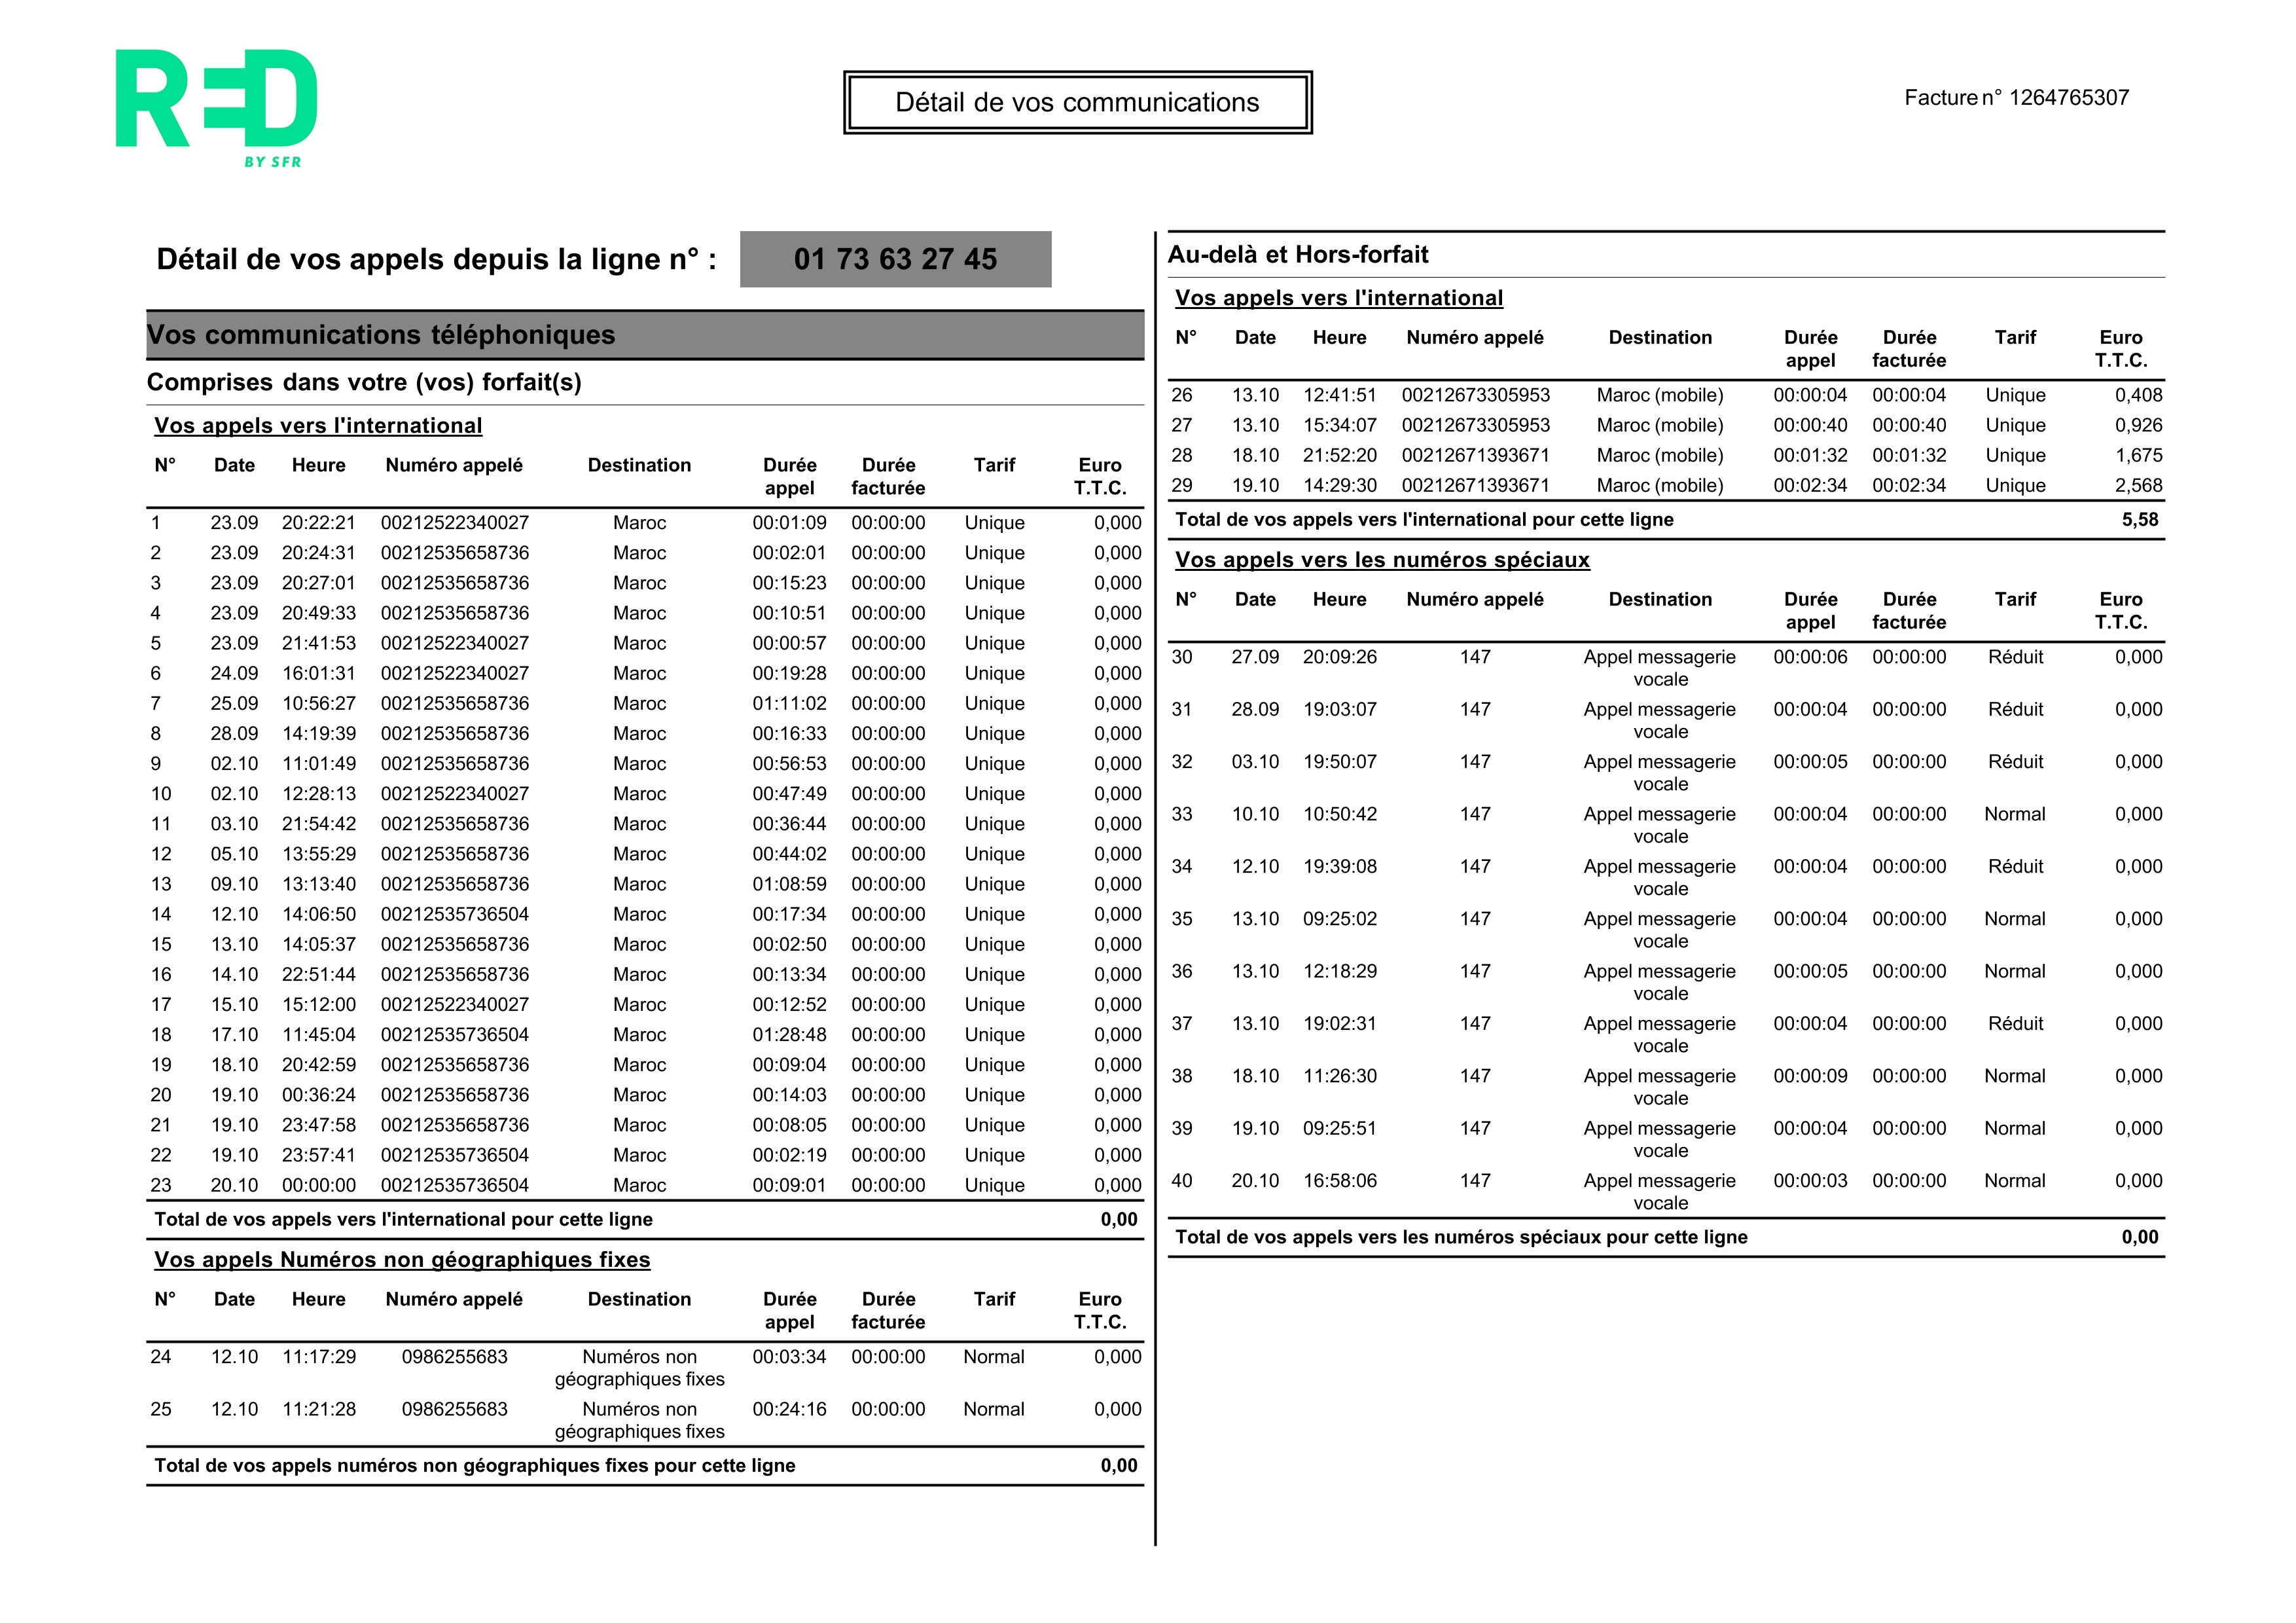 RED
BY SFR
Détail de vos communications
Facture n° 1264765307
Détail de vos appels depuis la ligne n° : 01 73 63 27 45
Vos communications téléphoniques
Comprises dans votre (vos) forfait(s)
Vos appels vers l'international
N° Date Heure Numéro appelé Destination Durée appel Durée facturée Tarif Euro T.T.C.
1 23.09 20:22:21 00212522340027 Maroc 00:01:09 00:00:00 Unique 0,000
2 23.09 20:24:31 00212535658736 Maroc 00:02:01 00:00:00 Unique 0,000
3 23.09 20:27:01 00212535658736 Maroc 00:15:23 00:00:00 Unique 0,000
4 23.09 20:49:33 00212535658736 Maroc 00:10:51 00:00:00 Unique 0,000
5 23.09 21:41:53 00212522340027 Maroc 00:00:57 00:00:00 Unique 0,000
6 24.09 16:01:31 00212522340027 Maroc 00:19:28 00:00:00 Unique 0,000
7 25.09 10:56:27 00212535658736 Maroc 01:11:02 00:00:00 Unique 0,000
8 28.09 14:19:39 00212535658736 Maroc 00:16:33 00:00:00 Unique 0,000
9 02.10 11:01:49 00212535658736 Maroc 00:56:53 00:00:00 Unique 0,000
10 02.10 12:28:13 00212522340027 Maroc 00:47:49 00:00:00 Unique 0,000
11 03.10 21:54:42 00212535658736 Maroc 00:36:44 00:00:00 Unique 0,000
12 05.10 13:55:29 00212535658736 Maroc 00:44:02 00:00:00 Unique 0,000
13 09.10 13:13:40 00212535658736 Maroc 01:08:59 00:00:00 Unique 0,000
14 12.10 14:06:50 00212535736504 Maroc 00:17:34 00:00:00 Unique 0,000
15 13.10 14:05:37 00212535658736 Maroc 00:02:50 00:00:00 Unique 0,000
16 14.10 22:51:44 00212535658736 Maroc 00:13:34 00:00:00 Unique 0,000
17 15.10 15:12:00 00212522340027 Maroc 00:12:52 00:00:00 Unique 0,000
18 17.10 11:45:04 00212535736504 Maroc 01:28:48 00:00:00 Unique 0,000
19 18.10 20:42:59 00212535658736 Maroc 00:09:04 00:00:00 Unique 0,000
20 19.10 00:36:24 00212535658736 Maroc 00:14:03 00:00:00 Unique 0,000
21 19.10 23:47:58 00212535658736 Maroc 00:08:05 00:00:00 Unique 0,000
22 19.10 23:57:41 00212535736504 Maroc 00:02:19 00:00:00 Unique 0,000
23 20.10 00:00:00 00212535736504 Maroc 00:09:01 00:00:00 Unique 0,000
Total de vos appels vers l'international pour cette ligne 0,00
Vos appels Numéros non géographiques fixes
N° Date Heure Numéro appelé Destination Durée appel Durée facturée Tarif Euro T.T.C.
24 12.10 11:17:29 0986255683 Numéros non géographiques fixes 00:03:34 00:00:00 Normal 0,000
25 12.10 11:21:28 0986255683 Numéros non géographiques fixes 00:24:16 00:00:00 Normal 0,000
Total de vos appels numéros non géographiques fixes pour cette ligne 0,00
Au-delà et Hors-forfait
Vos appels vers l'international
N° Date Heure Numéro appelé Destination Durée appel Durée facturée Tarif Euro T.T.C.
26 13.10 12:41:51 00212673305953 Maroc (mobile) 00:00:04 00:00:04 Unique 0,408
27 13.10 15:34:07 00212673305953 Maroc (mobile) 00:00:40 00:00:40 Unique 0,926
28 18.10 21:52:20 00212671393671 Maroc (mobile) 00:01:32 00:01:32 Unique 1,675
29 19.10 14:29:30 00212671393671 Maroc (mobile) 00:02:34 00:02:34 Unique 2,568
Total de vos appels vers l'international pour cette ligne 5,58
Vos appels vers les numéros spéciaux
N° Date Heure Numéro appelé Destination Durée appel Durée facturée Tarif Euro T.T.C.
30 27.09 20:09:26 147 Appel messagerie vocale 00:00:06 00:00:00 Réduit 0,000
31 28.09 19:03:07 147 Appel messagerie vocale 00:00:04 00:00:00 Réduit 0,000
32 03.10 19:50:07 147 Appel messagerie vocale 00:00:05 00:00:00 Réduit 0,000
33 10.10 10:50:42 147 Appel messagerie vocale 00:00:04 00:00:00 Normal 0,000
34 12.10 19:39:08 147 Appel messagerie vocale 00:00:04 00:00:00 Réduit 0,000
35 13.10 09:25:02 147 Appel messagerie vocale 00:00:04 00:00:00 Normal 0,000
36 13.10 12:18:29 147 Appel messagerie vocale 00:00:05 00:00:00 Normal 0,000
37 13.10 19:02:31 147 Appel messagerie vocale 00:00:04 00:00:00 Réduit 0,000
38 18.10 11:26:30 147 Appel messagerie vocale 00:00:09 00:00:00 Normal 0,000
39 19.10 09:25:51 147 Appel messagerie vocale 00:00:04 00:00:00 Normal 0,000
40 20.10 16:58:06 147 Appel messagerie vocale 00:00:03 00:00:00 Normal 0,000
Total de vos appels vers les numéros spéciaux pour cette ligne 0,00